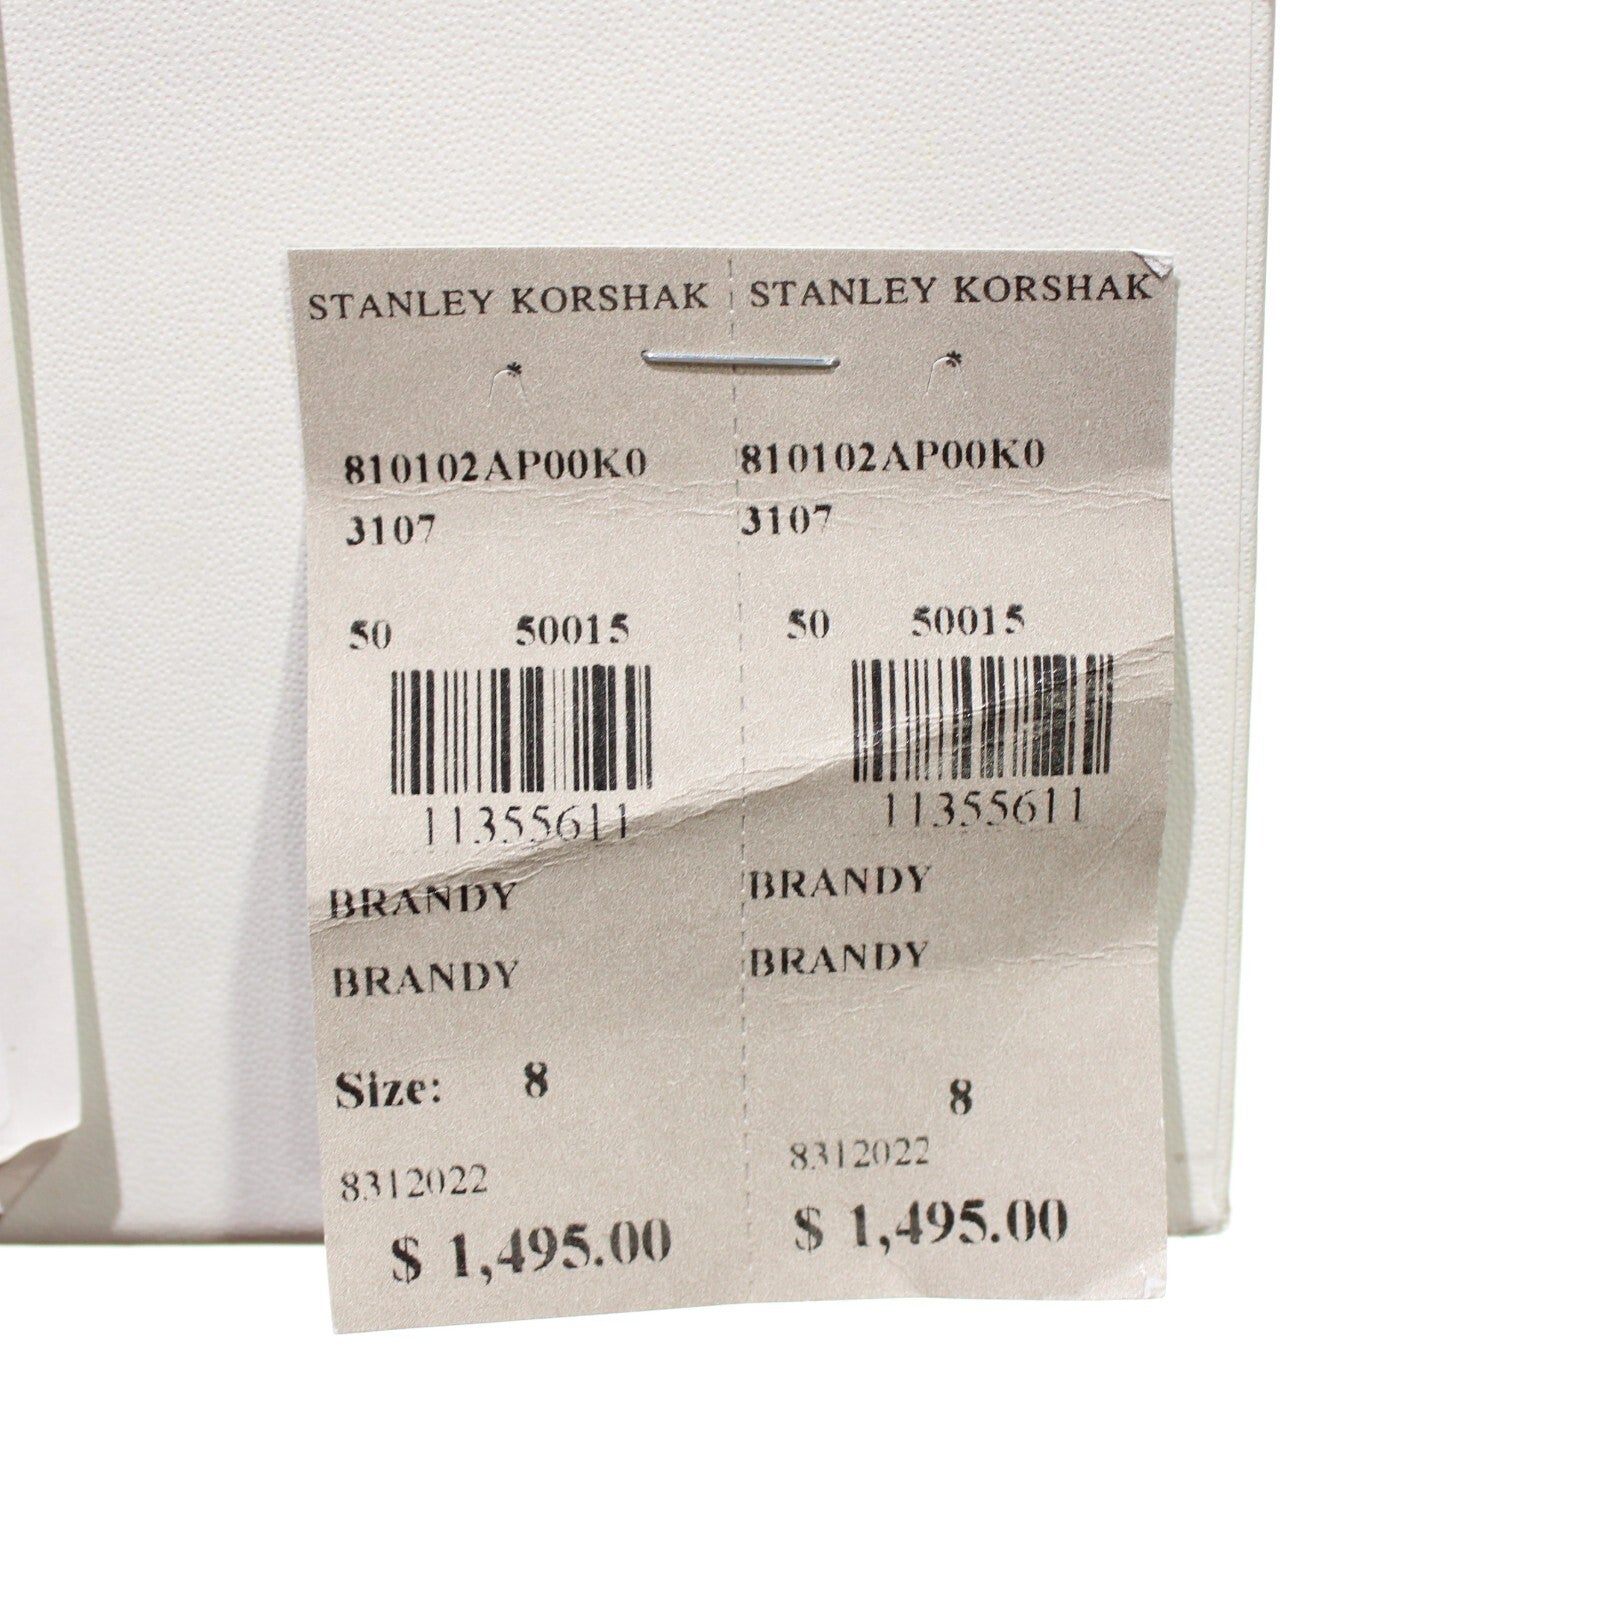 STANLEY KORSHAK
*
810102AP00K0
3107
50 50015
11355611
BRANDY
BRANDY
Size: 8
8312022
$ 1,495.00
STANLEY KORSHAK
*
810102AP00K0
3107
50 50015
11355611
BRANDY
BRANDY
8
8312022
$ 1,495.00